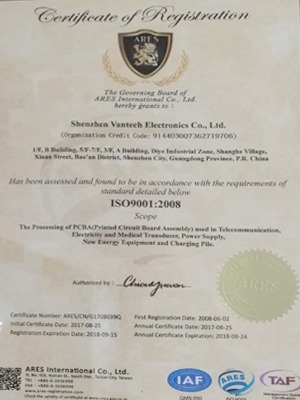 Certificate of Registration
ARES
The Governing Board of
ARES International Co., Ltd.
hereby grants to :
Shenzhen Vantech Electronics Co., Ltd.
(Organization Credit Code: 914403007362719706)
1/F, B Building, 5/F-7/F, 3/F, A Building, Diye Industrial Zone, Shanghe Village,
Xinan Street, Bao'an District, Shenzhen City, Guangdong Province, P.R. China
Has been assessed and found to be in accordance with the requirements of
standard detailed below
ISO9001:2008
Scope
The Processing of PCBA(Printed Circuit Board Assembly) used in Telecommunication,
Electricity and Medical Transducer, Power Supply,
New Energy Equipment and Charging Pile.
Authorized by :
Certificate Number: ARES/CN/G1708039Q
First Registration Date : 2008-06-02
Initial Certificate Date : 2017-08-25
Annual Certificate Date : 2017-08-25
Registration Expiration Date : 2018-09-15
Annual Certificate Expiration : 2018-08-24
ARES International Co., Ltd.
IAF
ARES
TAF